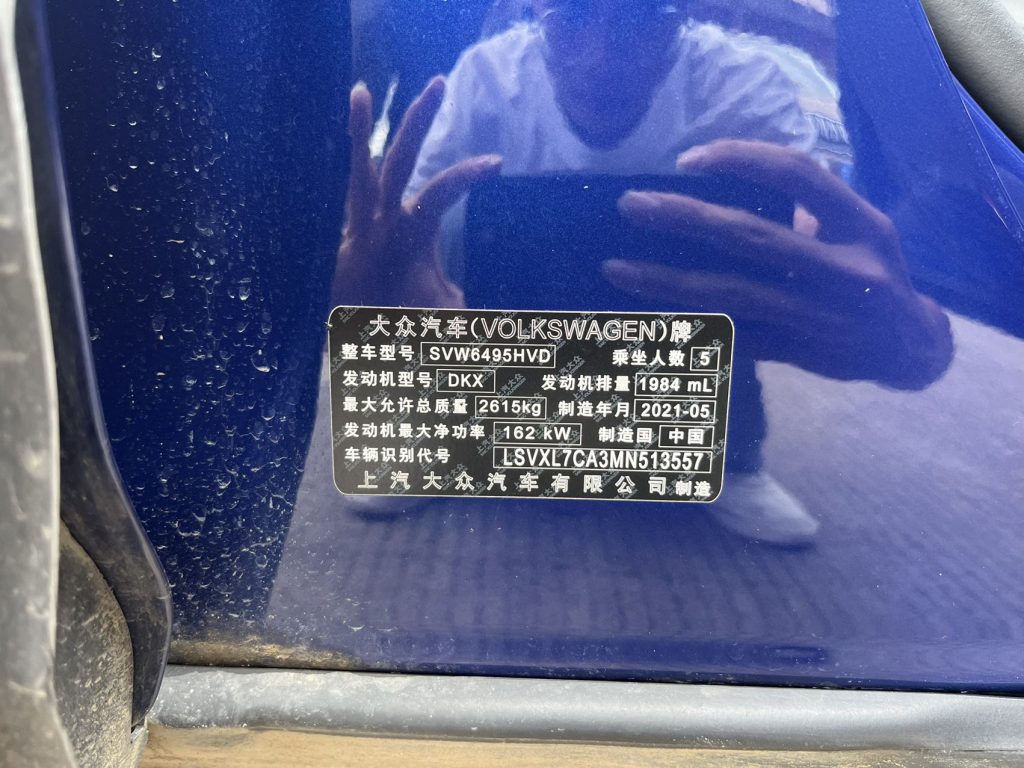 大众汽车(VOLKSWAGEN)牌
整车型号 SVW6495HVD 乘坐人数 5
发动机型号 DKX 发动机排量 1984 mL
最大允许总质量 2615kg 制造年月 2021-05
发动机最大净功率 162 kW 制造国 中国
车辆识别代号 LSVXL7CA3MN513557
上汽大众汽车有限公司制造